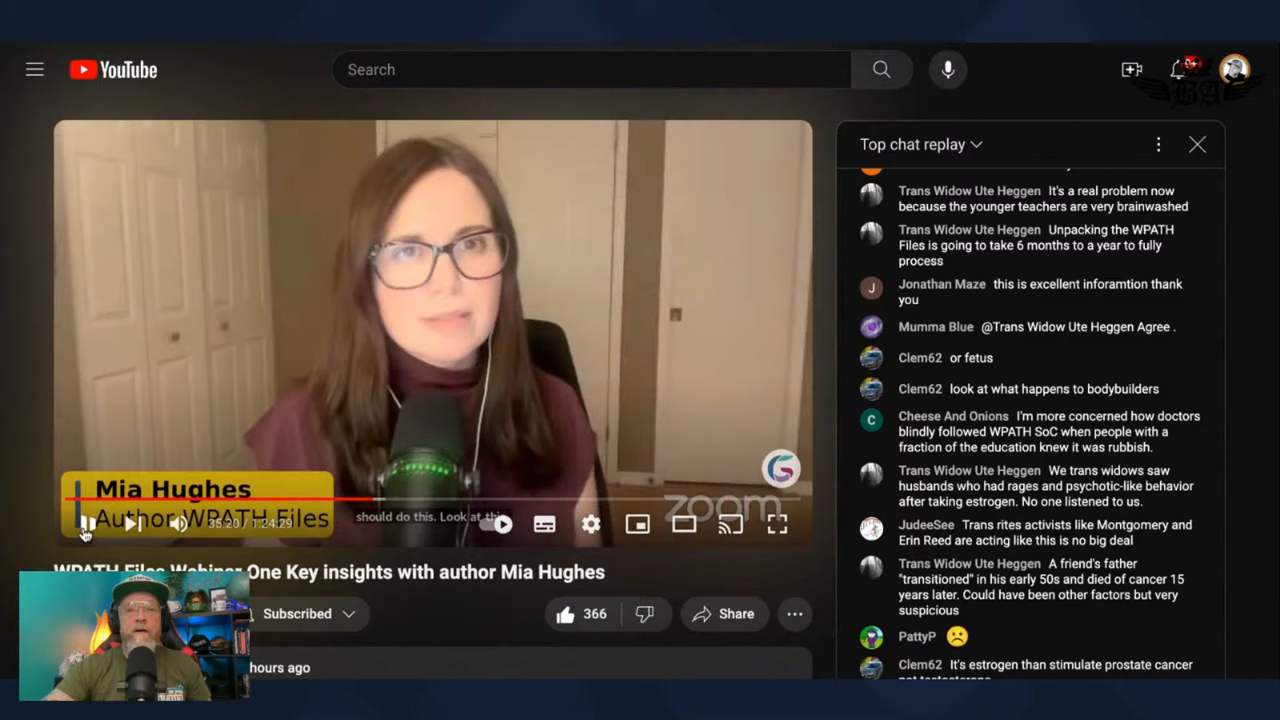 YouTube
Search
Top chat replay
Trans Widow Ute Heggen It's a real problem now
because the younger teachers are very brainwashed
Trans Widow Ute Heggen Unpacking the WPATH
Files is going to take 6 months to a year to fully
process
J
Jonathan Maze this is excellent inforamtion thank
you
Mumma Blue @Trans Widow Ute Heggen Agree .
Clem62 or fetus
Clem62 look at what happens to bodybuilders
C
Cheese And Onions I'm more concerned how doctors
blindly followed WPATH SoC when people with a
fraction of the education knew it was rubbish.
Trans Widow Ute Heggen We trans widows saw
husbands who had rages and psychotic-like behavior
after taking estrogen. No one listened to us.
JudeeSee Trans rites activists like Montgomery and
Erin Reed are acting like this is no big deal
Trans Widow Ute Heggen A friend's father
"transitioned" in his early 50s and died of cancer 15
years later. Could have been other factors but very
suspicious
PattyP
Clem62 It's estrogen than stimulate prostate cancer
not testosterone
Mia Hughes
Author WPATH Files
35:20 / 1:24:29
should do this. Look at this
zoom
WPATH Files Webinar One Key insights with author Mia Hughes
Subscribed
366
Share
hours ago
BA